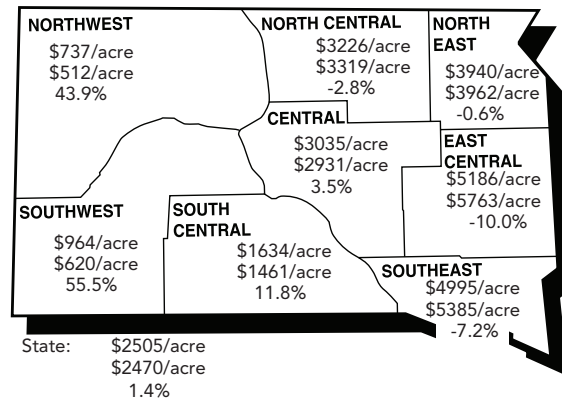 NORTHWEST
$737/acre
$512/acre
43.9%
NORTH CENTRAL
$3226/acre
$3319/acre
-2.8%
NORTH
EAST
$3940/acre
$3962/acre
-0.6%
CENTRAL
$3035/acre
$2931/acre
3.5%
EAST
CENTRAL
$5186/acre
$5763/acre
-10.0%
SOUTHWEST
$964/acre
$620/acre
55.5%
SOUTH
CENTRAL
$1634/acre
$1461/acre
11.8%
SOUTHEAST
$4995/acre
$5385/acre
-7.2%
State: $2505/acre
$2470/acre
1.4%